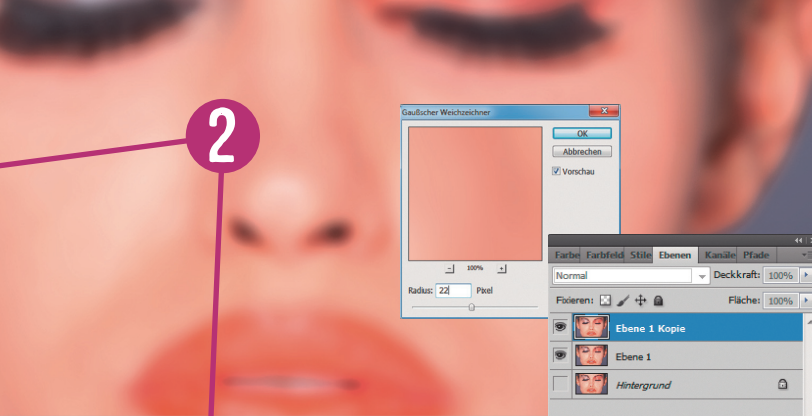 2
Gaußscher Weichzeichner
OK
Abbrechen
Vorschau
100%
Radius: 22 Pixel
Farbe Farbfeld Stile Ebenen Kanäle Pfade
Normal Deckkraft: 100%
Fixieren: Fläche: 100%
Ebene 1 Kopie
Ebene 1
Hintergrund